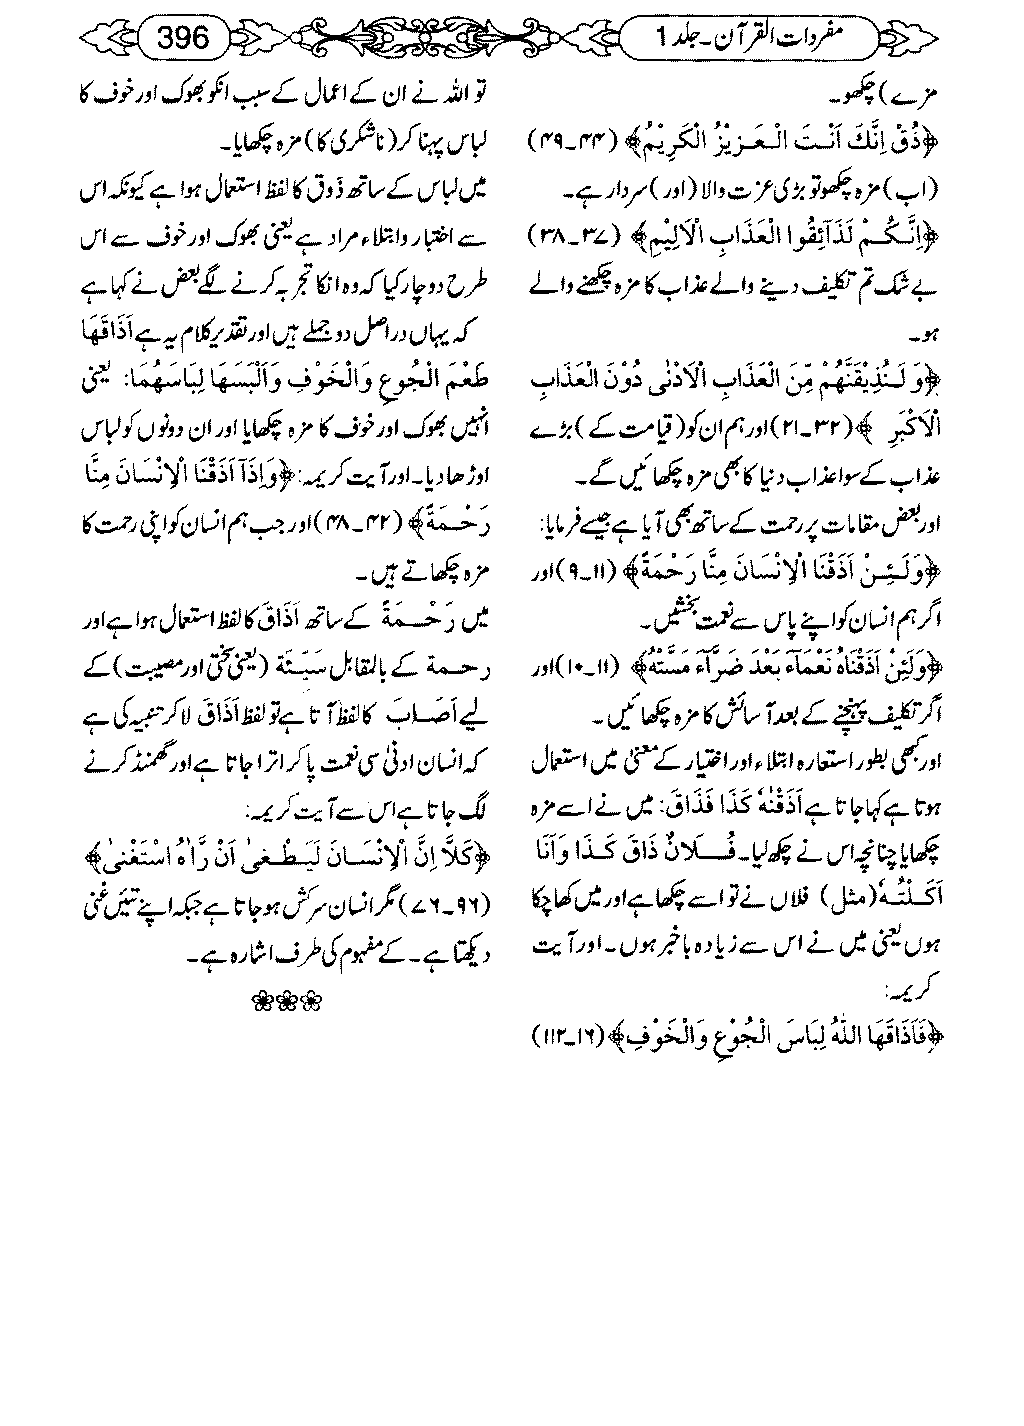 مفردات القرآن۔ جلد 1
396
مزے) چکھو۔
﴿ذُقْ اِنَّكَ اَنْتَ الْعَزِيْزُ الْكَرِيْمُ﴾ (۴۴۔۴۹)
(اب) مزہ چکھو تو بڑی عزت والا (اور) سردار ہے۔
﴿اِنَّكُمْ لَذَآئِقُوا الْعَذَابِ الْاَلِيْمِ﴾ (۳۷۔۳۸)
بے شک تم تکلیف دینے والے عذاب کا مزہ چکھنے والے
ہو۔
﴿وَلَنُذِيْقَنَّهُمْ مِّنَ الْعَذَابِ الْاَدْنٰى دُوْنَ الْعَذَابِ
الْاَكْبَرِ﴾ (۳۲۔۲۱) اور ہم ان کو (قیامت کے) بڑے
عذاب کے سوا عذاب دنیا کا بھی مزہ چکھائیں گے۔
اور بعض مقامات پر رحمت کے ساتھ بھی آیا ہے جیسے فرمایا:
﴿وَلَئِنْ اَذَقْنَا الْاِنْسَانَ مِنَّا رَحْمَةً﴾ (۱۱۔۹) اور
اگر ہم انسان کو اپنے پاس سے نعمت بخشیں۔
﴿وَلَئِنْ اَذَقْنَاهُ نَعْمَآءَ بَعْدَ ضَرَّآءَ مَسَّتْهُ﴾ (۱۱۔۱۰) اور
اگر تکلیف پہنچنے کے بعد آسائش کا مزہ چکھائیں۔
اور کبھی بطور استعارہ ابتلاء اور اختیار کے معنیٰ میں استعمال
ہوتا ہے کہا جاتا ہے اَذَقْتُهٗ كَذَا فَذَاقَ: میں نے اسے مزہ
چکھایا چنانچہ اس نے چکھ لیا۔ فُلَانٌ ذَاقَ كَذَا وَاَنَا
اَكَلْتُهٗ (مثل) فلاں نے تو اسے چکھا ہے اور میں کھا چکا
ہوں یعنی میں نے اس سے زیادہ باخبر ہوں۔ اور آیت
کریمہ:
﴿فَاَذَاقَهَا اللّٰهُ لِبَاسَ الْجُوْعِ وَالْخَوْفِ﴾ (۱۶۔۱۱۲)
تو اللہ نے ان کے اعمال کے سبب انکو بھوک اور خوف کا
لباس پہنا کر (ناشکری کا) مزہ چکھایا۔
میں لباس کے ساتھ ذوق کا لفظ استعمال ہوا ہے کیونکہ اس
سے اختبار وابتلاء مراد ہے یعنی بھوک اور خوف سے اس
طرح دوچار کیا کہ وہ انکا تجربہ کرنے لگے بعض نے کہا ہے
کہ یہاں دراصل دو جملے ہیں اور تقدیر کلام یہ ہے اَذَاقَهَا
طَعْمَ الْجُوْعِ وَالْخَوْفِ وَاَلْبَسَهَا لِبَاسَهُمَا: یعنی
انہیں بھوک اور خوف کا مزہ چکھایا اور ان دونوں کو لباس
اوڑھا دیا۔ اور آیت کریمہ: ﴿وَاِذَآ اَذَقْنَا الْاِنْسَانَ مِنَّا
رَحْمَةً﴾ (۴۲۔۴۸) اور جب ہم انسان کو اپنی رحمت کا
مزہ چکھاتے ہیں۔
میں رَحْمَةً کے ساتھ اَذَاقَ کا لفظ استعمال ہوا ہے اور
رحمة کے بالمقابل سَيِّئَة (یعنی سختی اور مصیبت) کے
لیے اَصَابَ کا لفظ آتا ہے تو لفظ اَذَاقَ لا کر تنبیہ کی ہے
کہ انسان ادنیٰ سی نعمت پا کر اترا جاتا ہے اور گھمنڈ کرنے
لگ جاتا ہے اس سے آیت کریمہ:
﴿كَلَّا اِنَّ الْاِنْسَانَ لَيَطْغٰى اَنْ رَّاٰهُ اسْتَغْنٰى﴾
(۹۶۔۷،۶) مگر انسان سرکش ہو جاتا ہے جبکہ اپنے تئیں غنی
دیکھتا ہے۔ کے مفہوم کی طرف اشارہ ہے۔